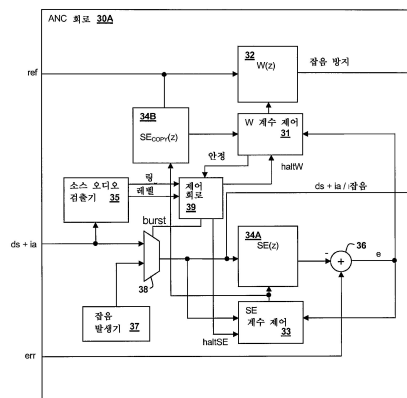 ANC 회로 30A
32
W(z)
잡음 방지
ref
34B
SECOPY(z)
W 계수 제어
31
안정
haltW
링
레벨
소스 오디오
검출기 35
제어
회로
39
ds + ia / 잡음
burst
34A
SE(z)
36
ds + ia
-
+
e
38
잡음
발생기
37
SE
계수 제어
33
haltSE
err